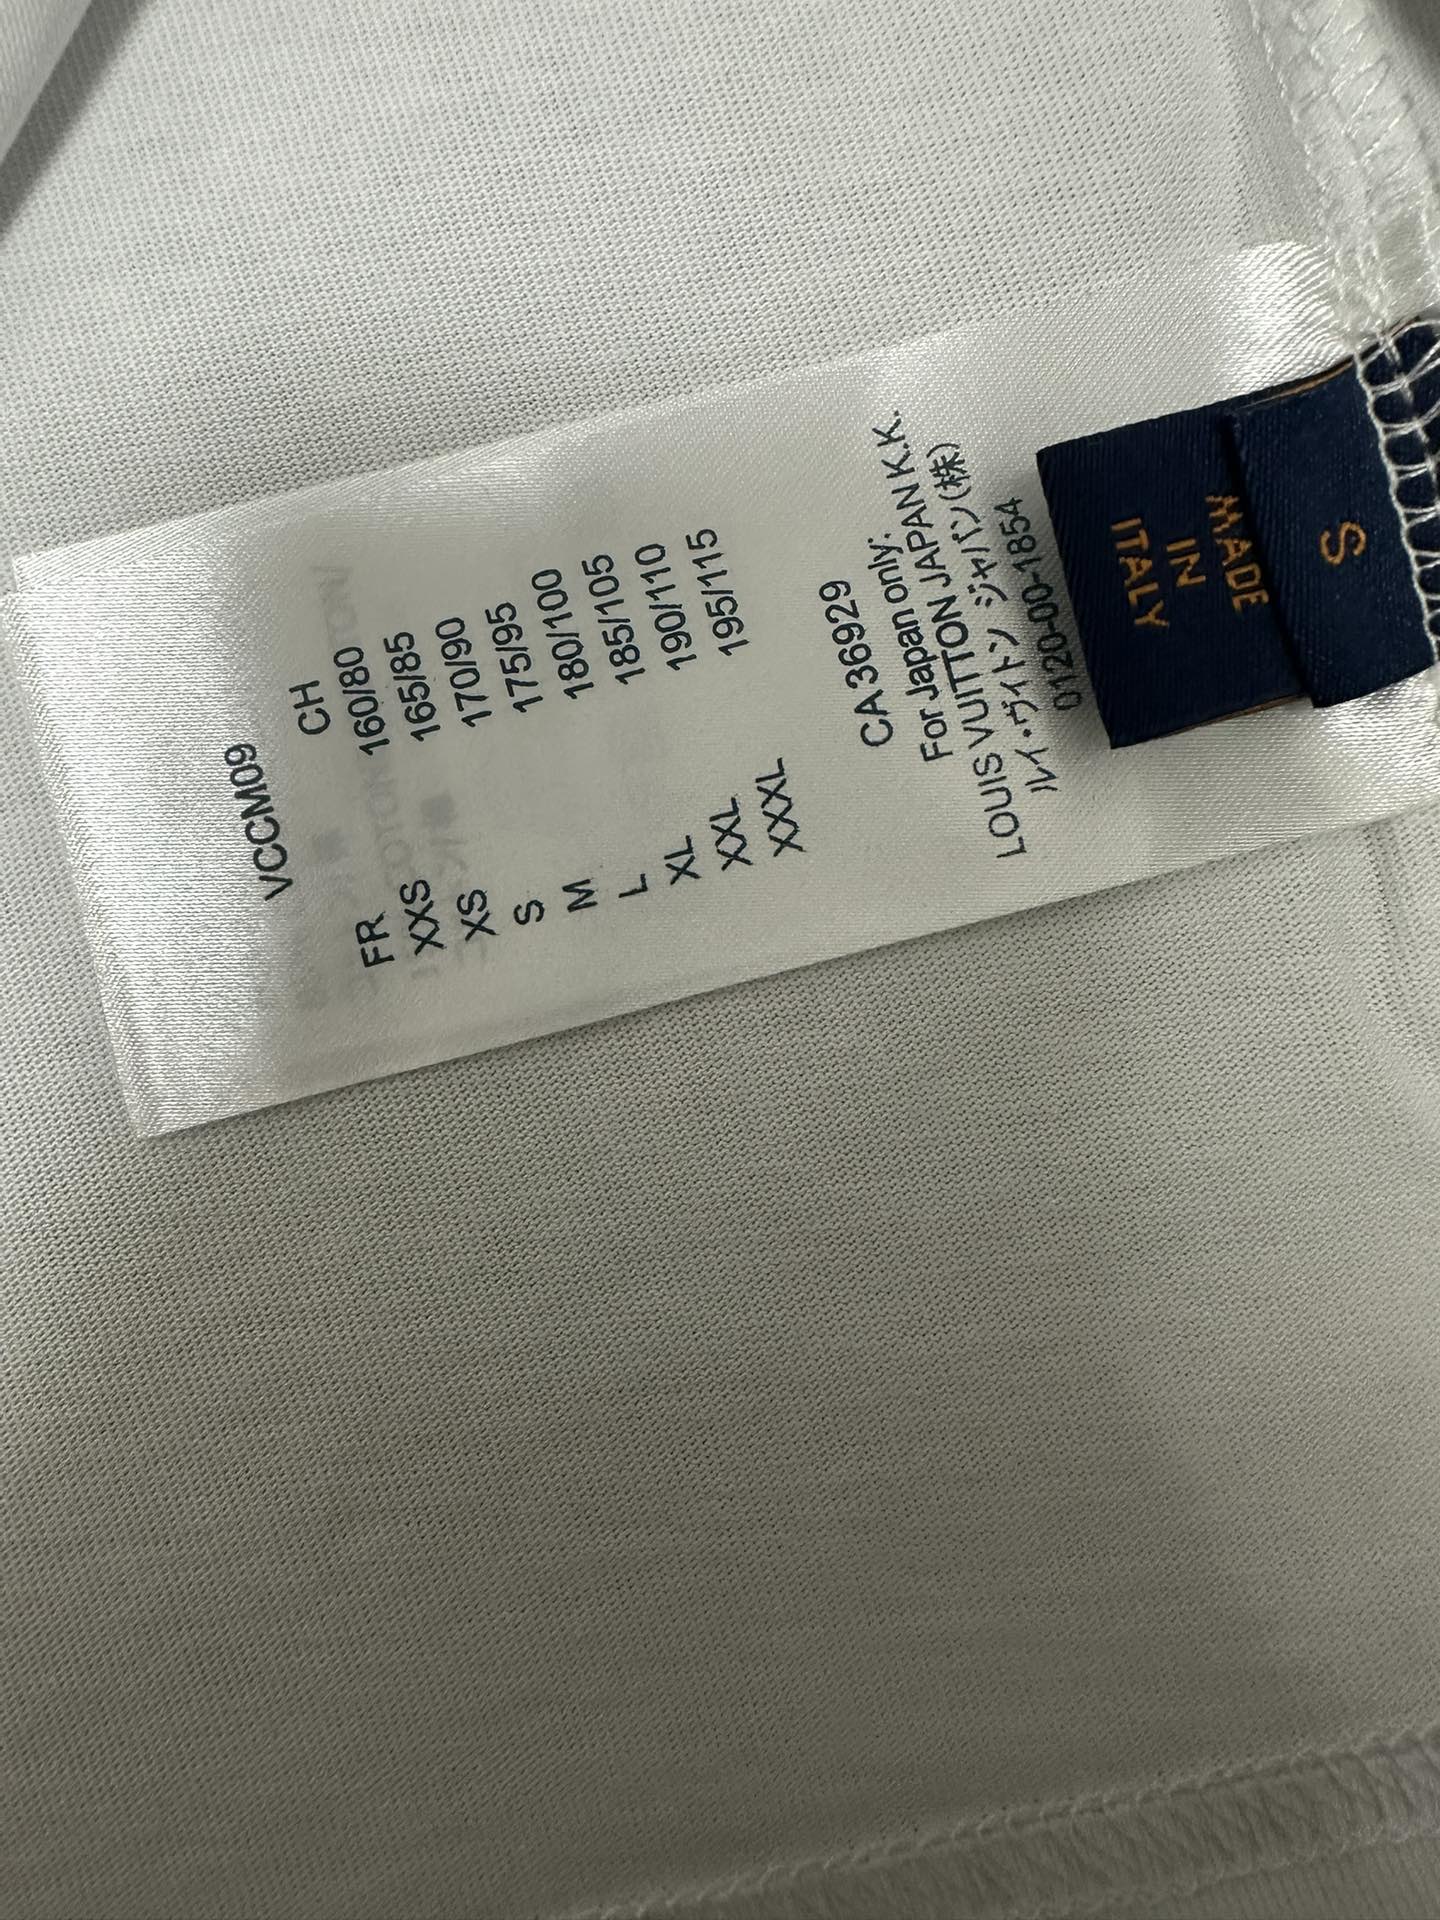 VCCM09
CH
FR 160/80
XXS 165/85
XS 170/90
S 175/95
M 180/100
L 185/105
XL 190/110
XXL 195/115
XXXL
CA 36929
For Japan only:
LOUIS VUITTON JAPAN K.K.
ルイ・ヴィトン ジャパン(株)
0120-00-1854
MADE
IN
ITALY
S